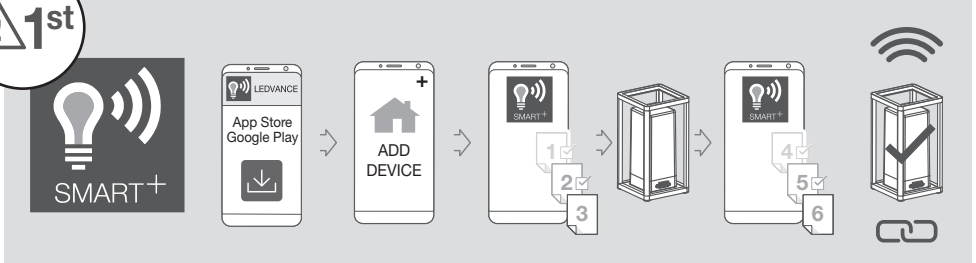 1st
SMART+
LEDVANCE
App Store
Google Play
+
ADD
DEVICE
SMART+
1
2
3
SMART+
4
5
6